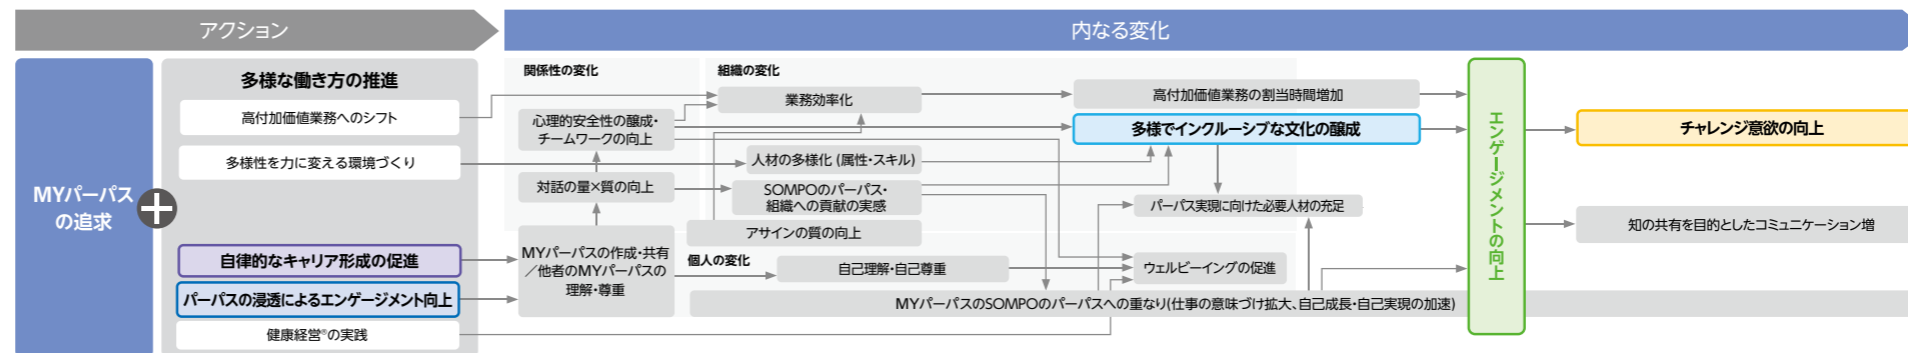 アクション
内なる変化
MYパーパス
の追求
多様な働き方の推進
高付加価値業務へのシフト
多様性を力に変える環境づくり
自律的なキャリア形成の促進
パーパスの浸透によるエンゲージメント向上
健康経営®の実践
関係性の変化
心理的安全性の醸成・
チームワークの向上
対話の量×質の向上
MYパーパスの作成・共有
／他者のMYパーパスの
理解・尊重
組織の変化
業務効率化
人材の多様化 (属性・スキル)
SOMPOのパーパス・
組織への貢献の実感
アサインの質の向上
個人の変化
自己理解・自己尊重
高付加価値業務の割当時間増加
多様でインクルーシブな文化の醸成
パーパス実現に向けた必要人材の充足
ウェルビーイングの促進
MYパーパスのSOMPOのパーパスへの重なり(仕事の意味づけ拡大、自己成長・自己実現の加速)
エンゲージメントの向上
チャレンジ意欲の向上
知の共有を目的としたコミュニケーション増